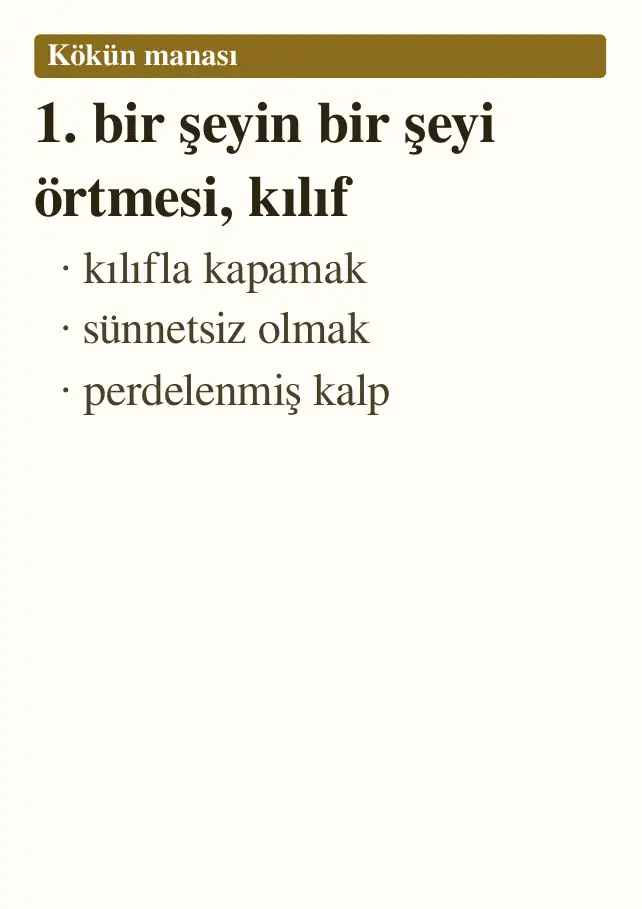 Kökün manası
1. bir şeyin bir şeyi
örtmesi, kılıf
· kılıfla kapamak
· sünnetsiz olmak
· perdelenmiş kalp